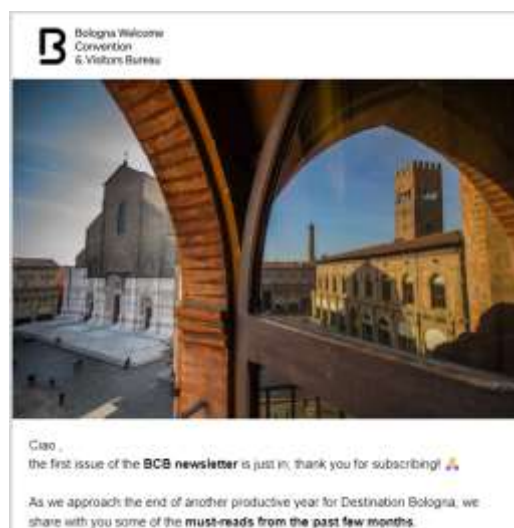 Bologna Welcome
Convention
& Visitors Bureau
Ciao ,
the first issue of the BCB newsletter is just in; thank you for subscribing! 🙏
As we approach the end of another productive year for Destination Bologna, we
share with you some of the must-reads from the past few months.